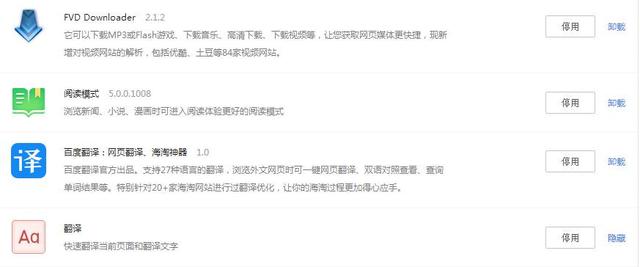 FVD Downloader 2.1.2
它可以下载MP3或Flash游戏、下载音乐、高清下载、下载视频等，让您获取网页媒体更快捷，现新
增对视频网站的解析，包括优酷、土豆等84家视频网站。
停用 卸载
阅读模式 5.0.0.1008
浏览新闻、小说、漫画时可进入阅读体验更好的阅读模式
停用 卸载
译
百度翻译：网页翻译、海淘神器 1.0
百度翻译官方出品。支持27种语言的翻译，浏览外文网页时可一键网页翻译、双语对照查看、查询
单词结果等。特别针对20+家海淘网站进行过翻译优化，让你的海淘过程更加得心应手。
停用 卸载
Aa
翻译
快速翻译当前页面和翻译文字
停用 隐藏